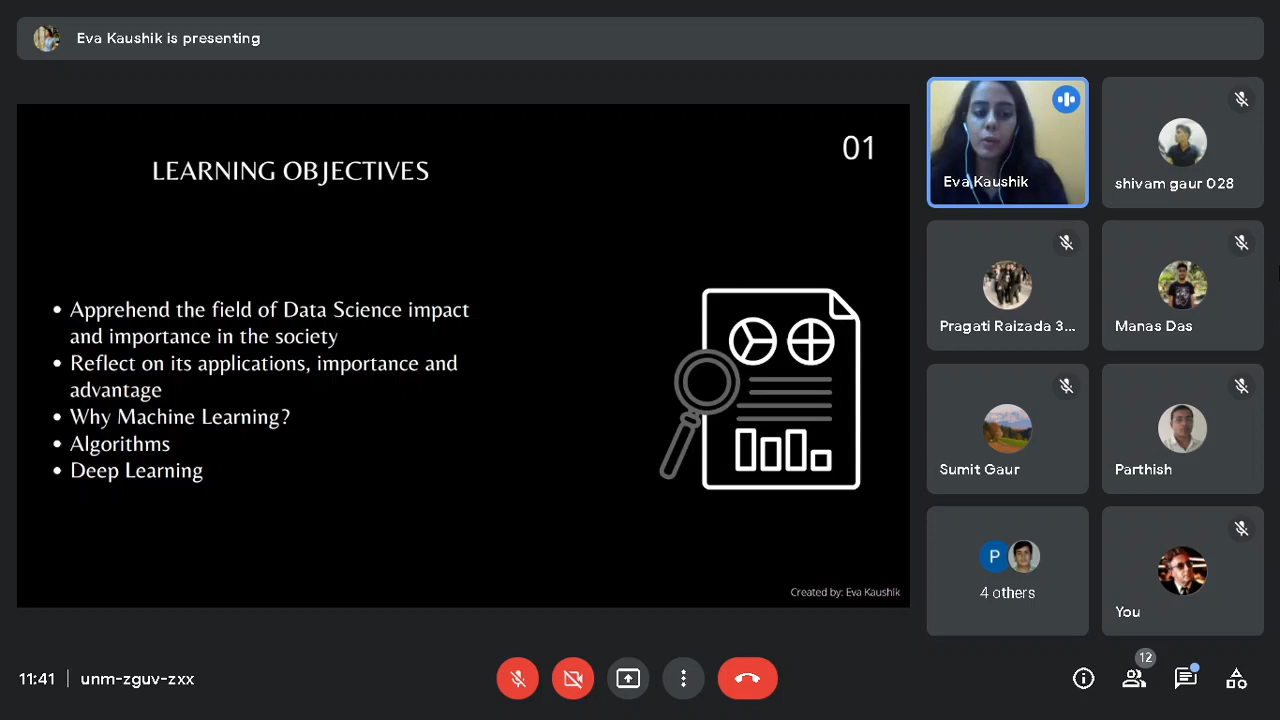 Eva Kaushik is presenting
LEARNING OBJECTIVES
01
• Apprehend the field of Data Science impact
and importance in the society
• Reflect on its applications, importance and
advantage
• Why Machine Learning?
• Algorithms
• Deep Learning
Created by: Eva Kaushik
Eva Kaushik
shivam gaur 028
Pragati Raizada 3...
Manas Das
Sumit Gaur
Parthish
P
4 others
You
11:41 | unm-zguv-zxx
12